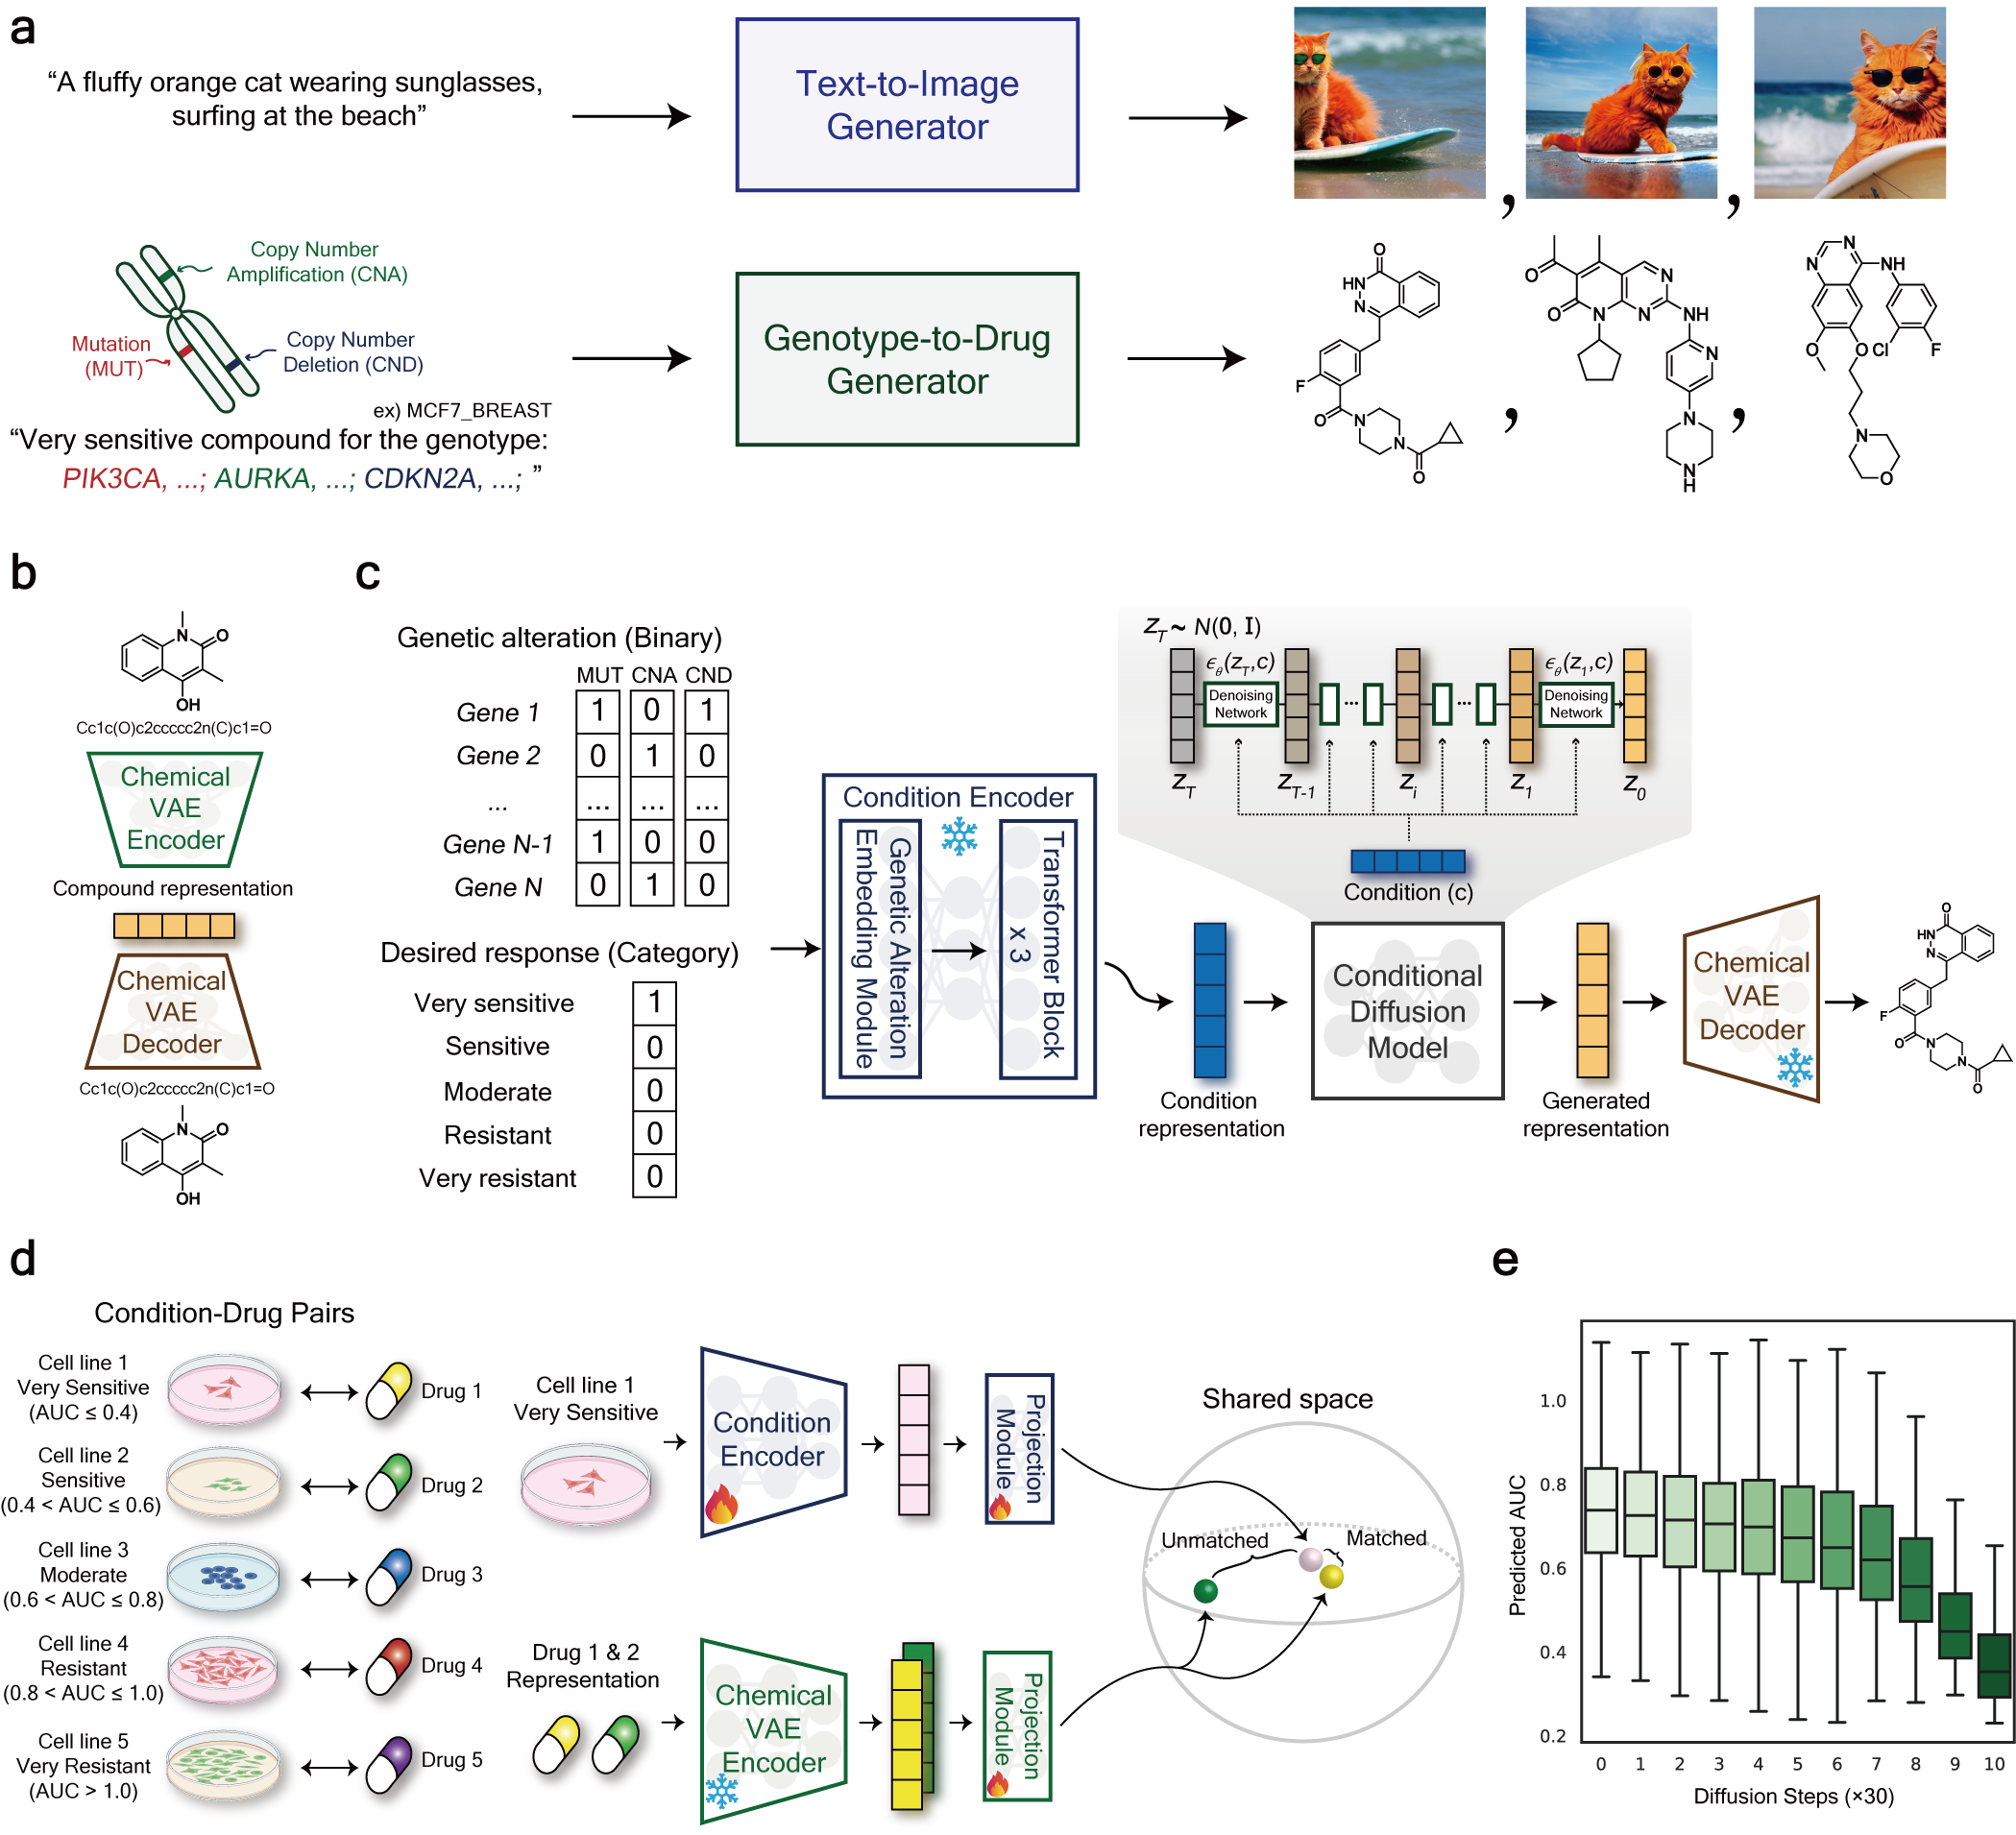 a
“A fluffy orange cat wearing sunglasses,
surfing at the beach”
Text-to-Image
Generator
, ,
Copy Number
Amplification (CNA)
Mutation
(MUT)
Copy Number
Deletion (CND)
ex) MCF7_BREAST
“Very sensitive compound for the genotype:
PIK3CA, ...; AURKA, ...; CDKN2A, ...; ”
Genotype-to-Drug
Generator
O
HN
N
F
O
N
N
O
,
O
O
N
N
N
NH
N
N
N
H
,
N
N
NH
O
O
Cl
F
N
O
b
N
O
OH
Cc1c(O)c2ccccc2n(C)c1=O
Chemical
VAE
Encoder
Compound representation
Chemical
VAE
Decoder
Cc1c(O)c2ccccc2n(C)c1=O
N
O
OH
c
Genetic alteration (Binary)
MUT CNA CND
Gene 1 1 0 1
Gene 2 0 1 0
... ... ... ...
Gene N-1 1 0 0
Gene N 0 1 0
Desired response (Category)
Very sensitive 1
Sensitive 0
Moderate 0
Resistant 0
Very resistant 0
Condition Encoder
Genetic Alteration
Embedding Module
Transformer Block
x 3
z_T ~ N(0, I)
ϵ_θ(z_T,c) ϵ_θ(z_1,c)
Denoising
Network
... ...
Denoising
Network
z_T z_T-1 z_i z_1 z_0
Condition (c)
Condition
representation
Conditional
Diffusion
Model
Generated
representation
Chemical
VAE
Decoder
O
HN
N
F
O
N
N
O
d
Condition-Drug Pairs
Cell line 1
Very Sensitive
(AUC ≤ 0.4)
Drug 1
Cell line 2
Sensitive
(0.4 < AUC ≤ 0.6)
Drug 2
Cell line 3
Moderate
(0.6 < AUC ≤ 0.8)
Drug 3
Cell line 4
Resistant
(0.8 < AUC ≤ 1.0)
Drug 4
Cell line 5
Very Resistant
(AUC > 1.0)
Drug 5
Cell line 1
Very Sensitive
Condition
Encoder
Projection
Module
Drug 1 & 2
Representation
Chemical
VAE
Encoder
Projection
Module
Shared space
Unmatched
Matched
e
Predicted AUC
1.0
0.8
0.6
0.4
0.2
0 1 2 3 4 5 6 7 8 9 10
Diffusion Steps (×30)